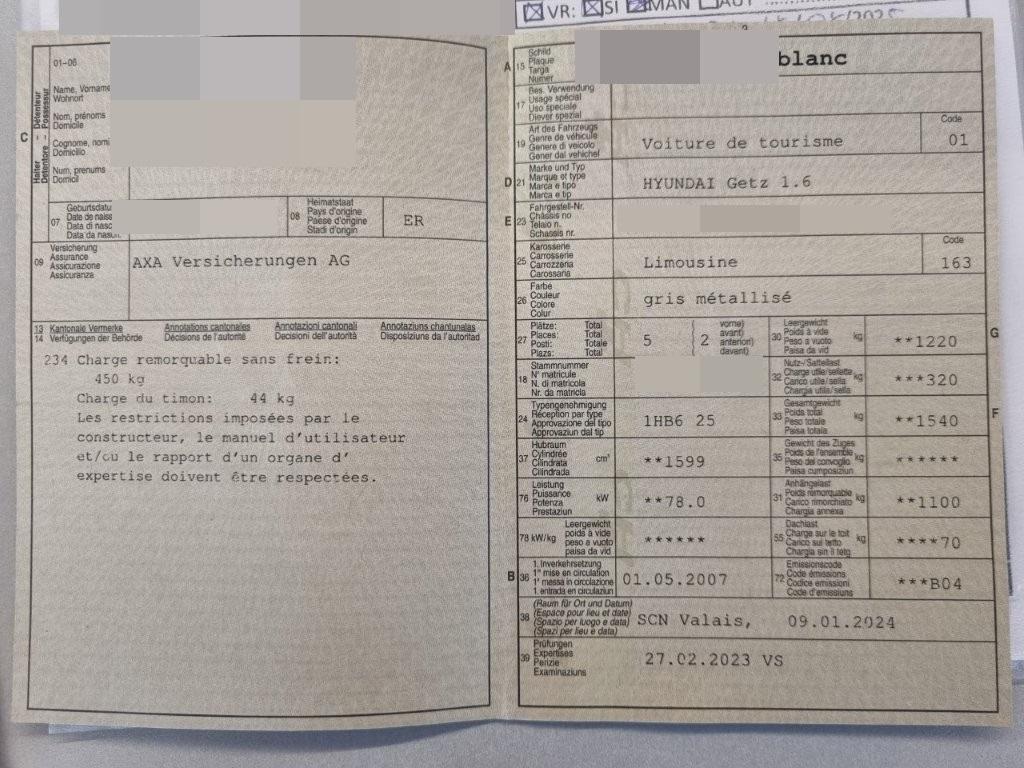 VR: SI MAN AUT
2025
01-06
C
Halter – Détenteur
Detentore – Possessur
Name, Vorname
Wohnort
Nom, prénoms
Domicile
Cognome, nomi
Domicilio
Num, prenums
Domicil
07
Geburtsdatum
Date de
Data di
Data da
08
Heimatstaat
Pays d'origine
Paese d'origine
Stadi d'origin
ER
09
Versicherung
Assurance
Assicurazione
Assicuranza
AXA Versicherungen AG
13 Kantonale Vermerke Annotations cantonales Annotazioni cantonali Annotaziuns chantunalas
14 Verfügungen der Behörde Décisions de l'autorité Decisioni dell'autorità Disposiziuns da l'autoritad
234 Charge remorquable sans frein:
450 kg
Charge du timon: 44 kg
Les restrictions imposées par le
constructeur, le manuel d'utilisateur
et/ou le rapport d'un organe d'
expertise doivent être respectées.
A 15
Schild
Plaque
Targa
Numer
blanc
17
Bes. Verwendung
Usage spécial
Uso speciale
Diever spezial
19
Art des Fahrzeugs
Genre de véhicule
Genere di veicolo
Gener dal vehichel
Voiture de tourisme
Code
01
D 21
Marke und Typ
Marque et type
Marca e tipo
Marca e tip
HYUNDAI Getz 1.6
E 23
Fahrgestell-Nr.
Châssis no
Telaio n.
Schassis nr.
25
Karosserie
Carrosserie
Carrozzeria
Carossaria
Limousine
Code
163
26
Farbe
Couleur
Colore
Colur
gris métallisé
27
Plätze: Total
Places: Total
Posti: Totale
Plazs: Total
5
2
vorne)
avant)
anteriori)
davant)
30
Leergewicht
Poids à vide
Peso a vuoto
Paisa da vid
kg
**1220
G
18
Stammnummer
N° matricule
N. di matricola
Nr. da matricla
32
Nutz-/Sattellast
Charge utile/sellette
Carico utile/sella
Chargia utila/sella
kg
***320
24
Typengenehmigung
Réception par type
Approvazione del tipo
Approvaziun dal tip
1HB6 25
33
Gesamtgewicht
Poids total
Peso totale
Paisa totala
kg
**1540
F
37
Hubraum
Cylindrée
Cilindrata
Cilindrada
cm³
**1599
35
Gewicht des Zuges
Poids de l'ensemble
Peso del convoglio
Paisa cumposiziun
kg
******
76
Leistung
Puissance
Potenza
Prestaziun
kW
**78.0
31
Anhängelast
Poids remorquable
Carico rimorchiato
Chargia annexa
kg
**1100
78 kW/kg
Leergewicht
poids à vide
peso a vuoto
paisa da vid
******
55
Dachlast
Charge sur le toit
Carico sul tetto
Chargia sin il tetg
kg
****70
B 36
1. Inverkehrsetzung
1re mise en circulation
1a messa in circolazione
1. entrada en circulaziun
01.05.2007
72
Emissionscode
Code émissions
Codice emissioni
Code d'emissiuns
***B04
38
(Raum für Ort und Datum)
(Espace pour lieu et date)
(Spazio per luogo e data)
(Spazi per lieu e data)
SCN Valais, 09.01.2024
39
Prüfungen
Expertises
Perizie
Examinaziuns
27.02.2023 VS